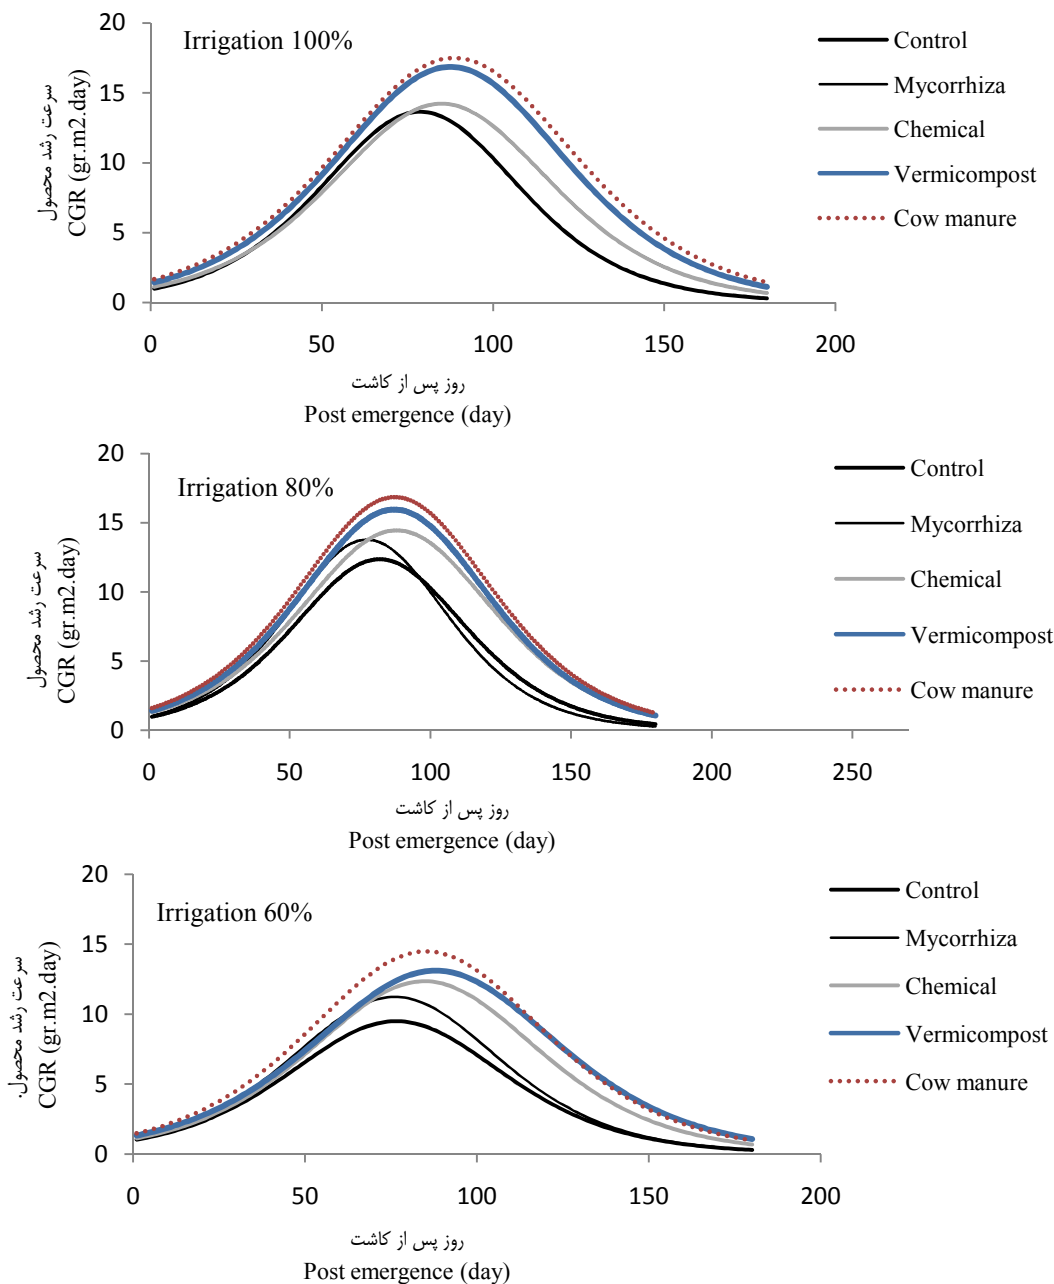 20
15
10
5
0
سرعت رشد محصول
CGR (gr.m2.day)
Irrigation 100%
Control
Mycorrhiza
Chemical
Vermicompost
Cow manure
0 50 100 150 200
روز پس از کاشت
Post emergence (day)
20
15
10
5
0
سرعت رشد محصول
CGR (gr.m2.day)
Irrigation 80%
Control
Mycorrhiza
Chemical
Vermicompost
Cow manure
0 50 100 150 200 250
روز پس از کاشت
Post emergence (day)
20
15
10
5
0
سرعت رشد محصول.
CGR (gr.m2.day)
Irrigation 60%
Control
Mycorrhiza
Chemical
Vermicompost
Cow manure
0 50 100 150 200
روز پس از کاشت
Post emergence (day)